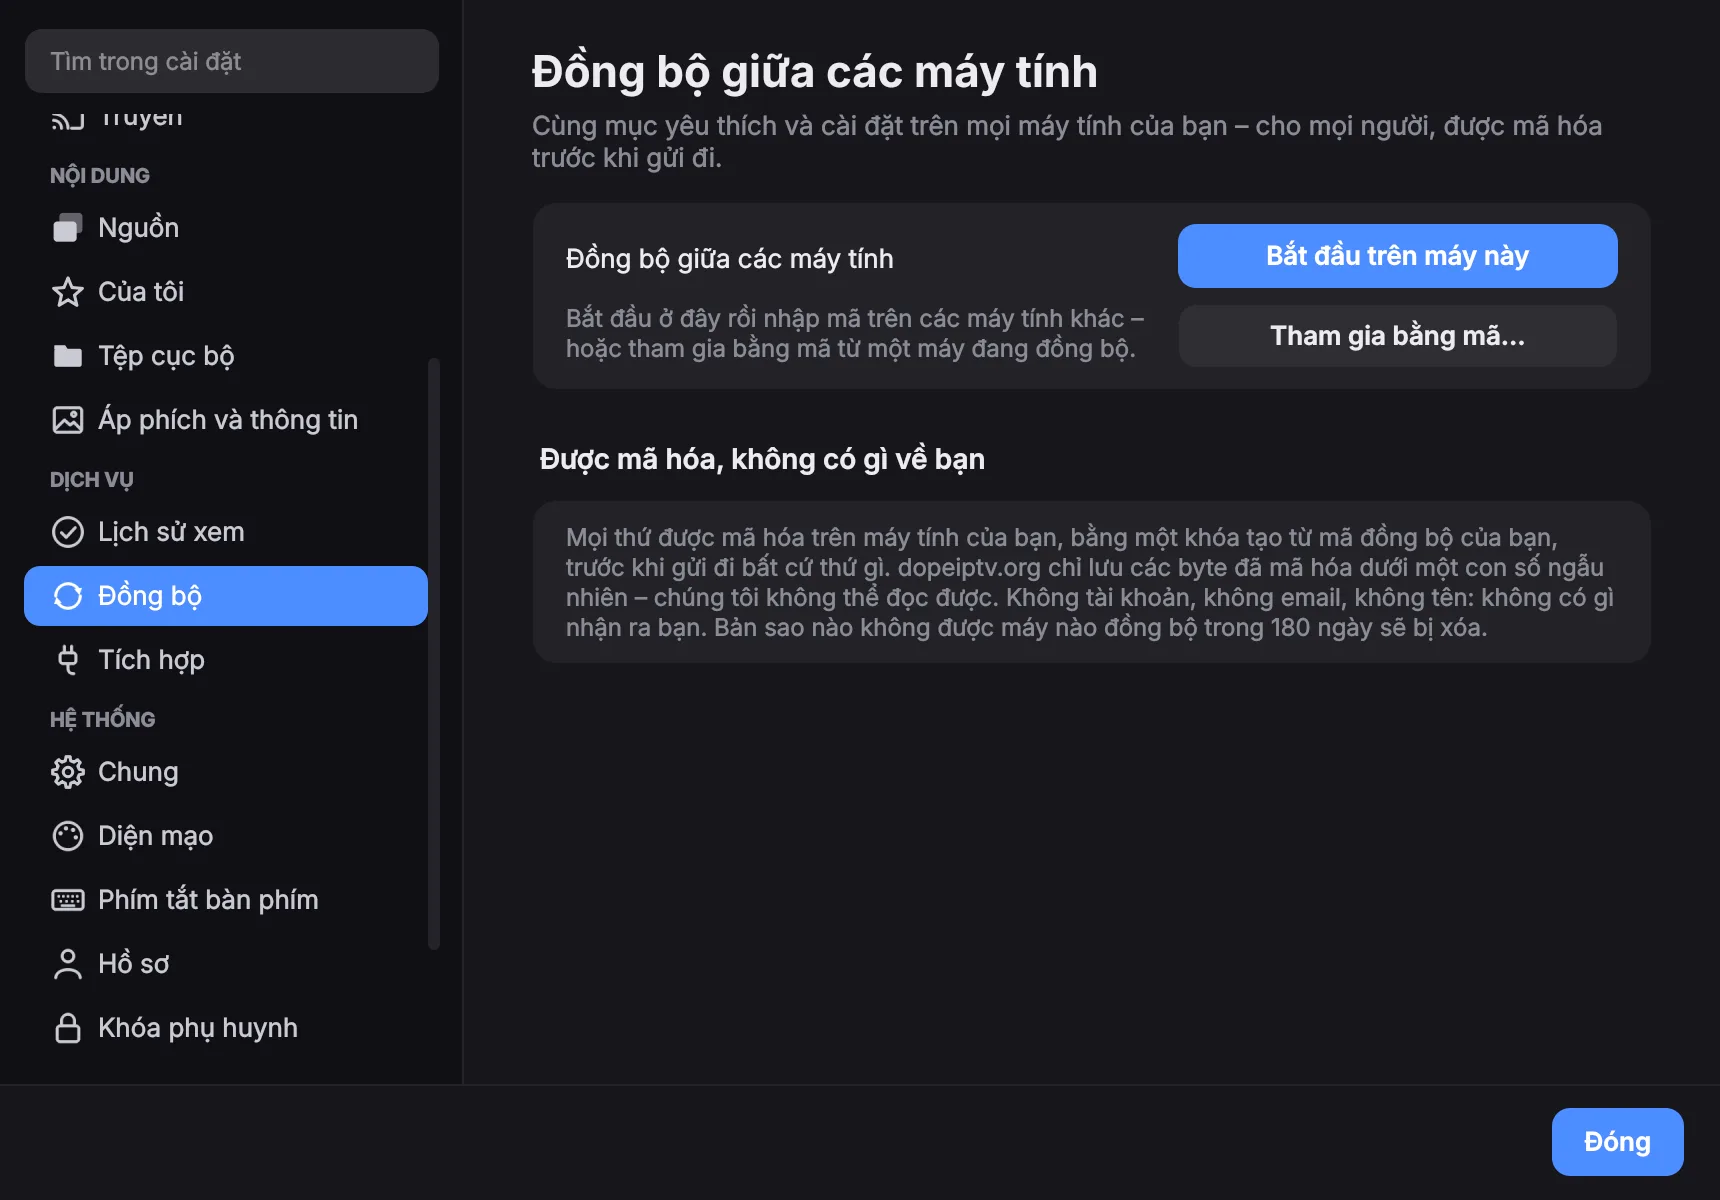 Tìm trong cài đặt
Truyền
NỘI DUNG
Nguồn
Của tôi
Tệp cục bộ
Áp phích và thông tin
DỊCH VỤ
Lịch sử xem
Đồng bộ
Tích hợp
HỆ THỐNG
Chung
Diện mạo
Phím tắt bàn phím
Hồ sơ
Khóa phụ huynh
Đồng bộ giữa các máy tính
Cùng mục yêu thích và cài đặt trên mọi máy tính của bạn – cho mọi người, được mã hóa
trước khi gửi đi.
Đồng bộ giữa các máy tính
Bắt đầu ở đây rồi nhập mã trên các máy tính khác –
hoặc tham gia bằng mã từ một máy đang đồng bộ.
Bắt đầu trên máy này
Tham gia bằng mã...
Được mã hóa, không có gì về bạn
Mọi thứ được mã hóa trên máy tính của bạn, bằng một khóa tạo từ mã đồng bộ của bạn,
trước khi gửi đi bất cứ thứ gì. dopeiptv.org chỉ lưu các byte đã mã hóa dưới một con số ngẫu
nhiên – chúng tôi không thể đọc được. Không tài khoản, không email, không tên: không có gì
nhận ra bạn. Bản sao nào không được máy nào đồng bộ trong 180 ngày sẽ bị xóa.
Đóng